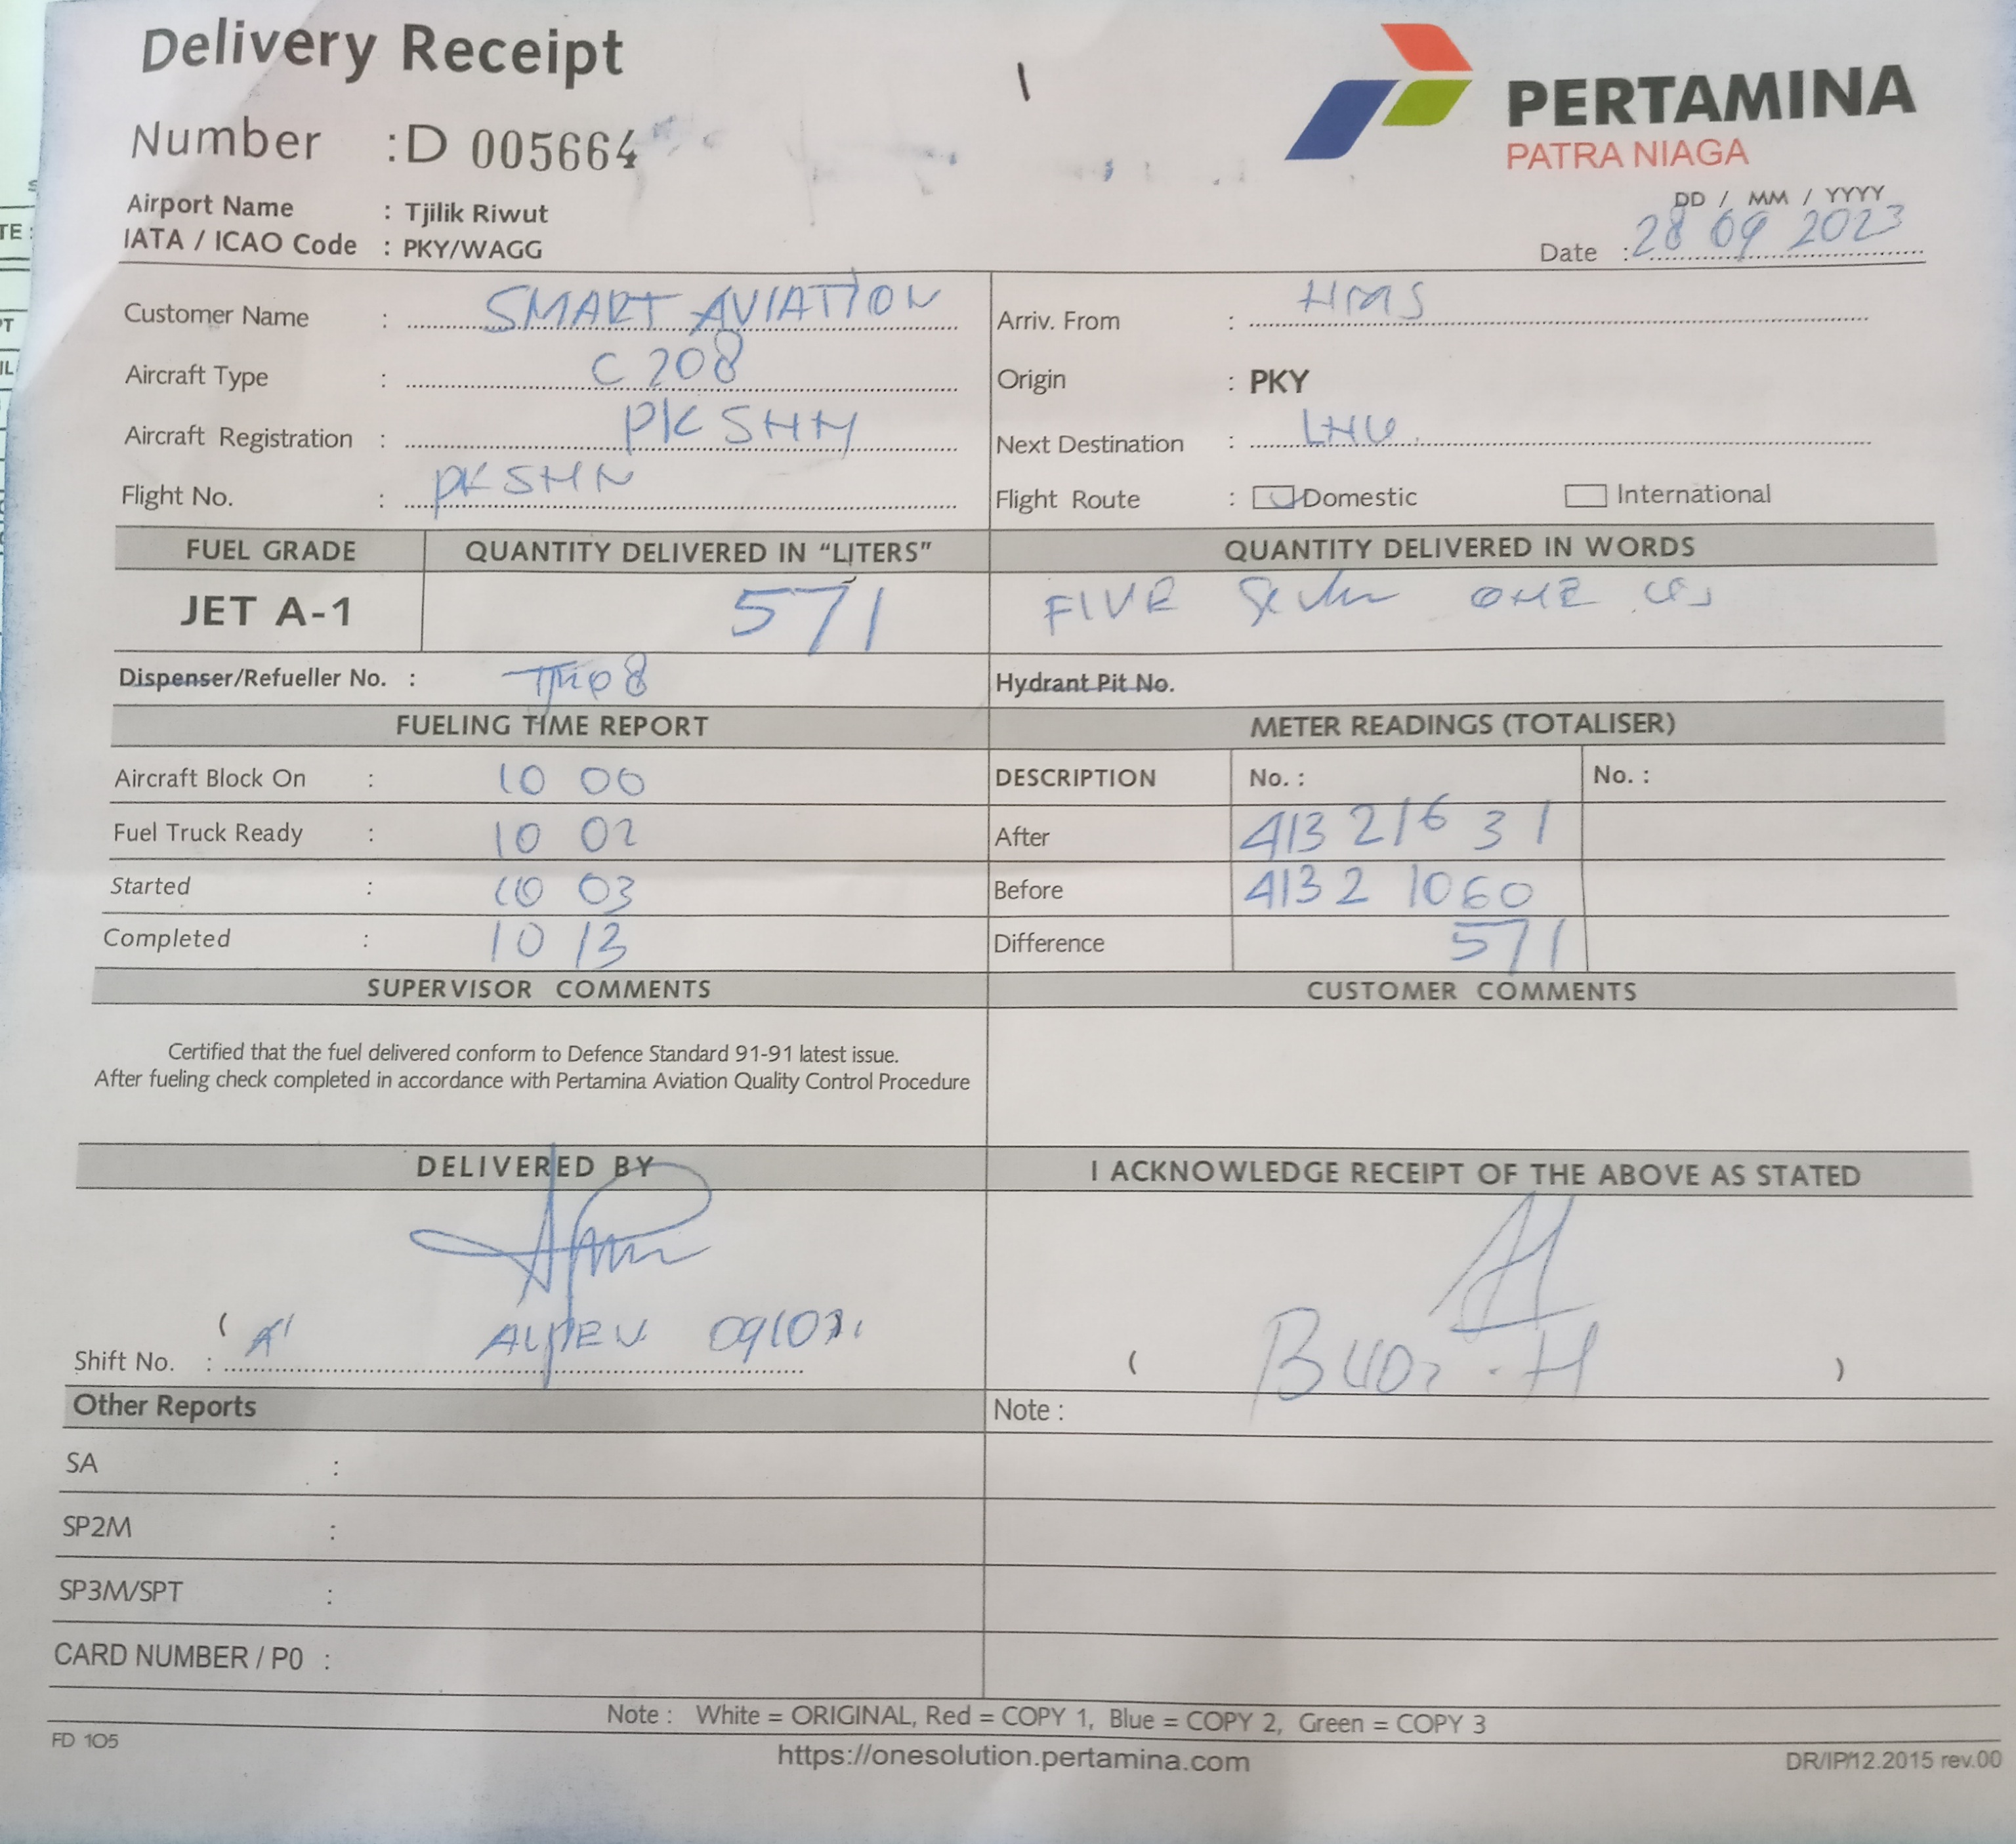 Delivery Receipt
PERTAMINA
PATRA NIAGA
Number : D 005664
Airport Name : Tjilik Riwut
IATA / ICAO Code : PKY/WAGG
DD / MM / YYYY
Date : 28 09 2023
Customer Name : SMART AVIATION
Arriv. From : HMS
Aircraft Type : C 208
Origin : PKY
Aircraft Registration : PK SHH
Next Destination : LHU
Flight No. : PK SHN
Flight Route : Domestic International
FUEL GRADE QUANTITY DELIVERED IN “LITERS” QUANTITY DELIVERED IN WORDS
JET A-1 571 FIVE Seven ONE
Dispenser/Refueller No. :
Hydrant Pit No.
FUELING TIME REPORT METER READINGS (TOTALISER)
Aircraft Block On : 10 00
DESCRIPTION No. : No. :
Fuel Truck Ready : 10 02
After 413 216 31
Started : 10 03
Before 4132 1060
Completed : 10 13
Difference 571
SUPERVISOR COMMENTS CUSTOMER COMMENTS
Certified that the fuel delivered conform to Defence Standard 91-91 latest issue.
After fueling check completed in accordance with Pertamina Aviation Quality Control Procedure
DELIVERED BY I ACKNOWLEDGE RECEIPT OF THE ABOVE AS STATED
Shift No. :
( )
Other Reports Note :
SA :
SP2M :
SP3M/SPT :
CARD NUMBER / P0 :
Note : White = ORIGINAL, Red = COPY 1, Blue = COPY 2, Green = COPY 3
FD 105
https://onesolution.pertamina.com
DR/IP/12.2015 rev.00